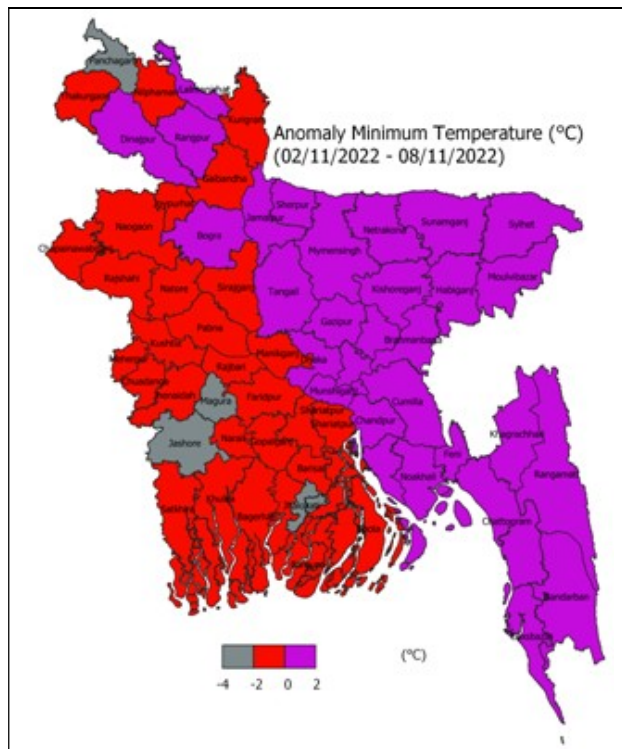 Panchagarh
Thakurgaon
Nilphamari
Lalmonirhat
Kurigram
Dinajpur
Rangpur
Anomaly Minimum Temperature (°C)
(02/11/2022 - 08/11/2022)
Gaibandha
Joypurhat
Naogaon
Bogra
Jamalpur
Sherpur
Netrakona
Sunamganj
Sylhet
Mymensingh
Rajshahi
Natore
Sirajganj
Tangail
Kishoreganj
Habiganj
Moulvibazar
Gazipur
Pabna
Kushtia
Rajbari
Manikganj
Dhaka
Chuadanga
Jhenaidah
Magura
Faridpur
Munshiganj
Cumilla
Shariatpur
Shariatpur
Chandpur
Khagrachhari
Jashore
Narail
Gopalganj
Feni
Rangamati
Noakhali
Barisal
Satkhira
Khulna
Bagerhat
Chattogram
Bhola
Bandarban
(°C)
-4 -2 0 2